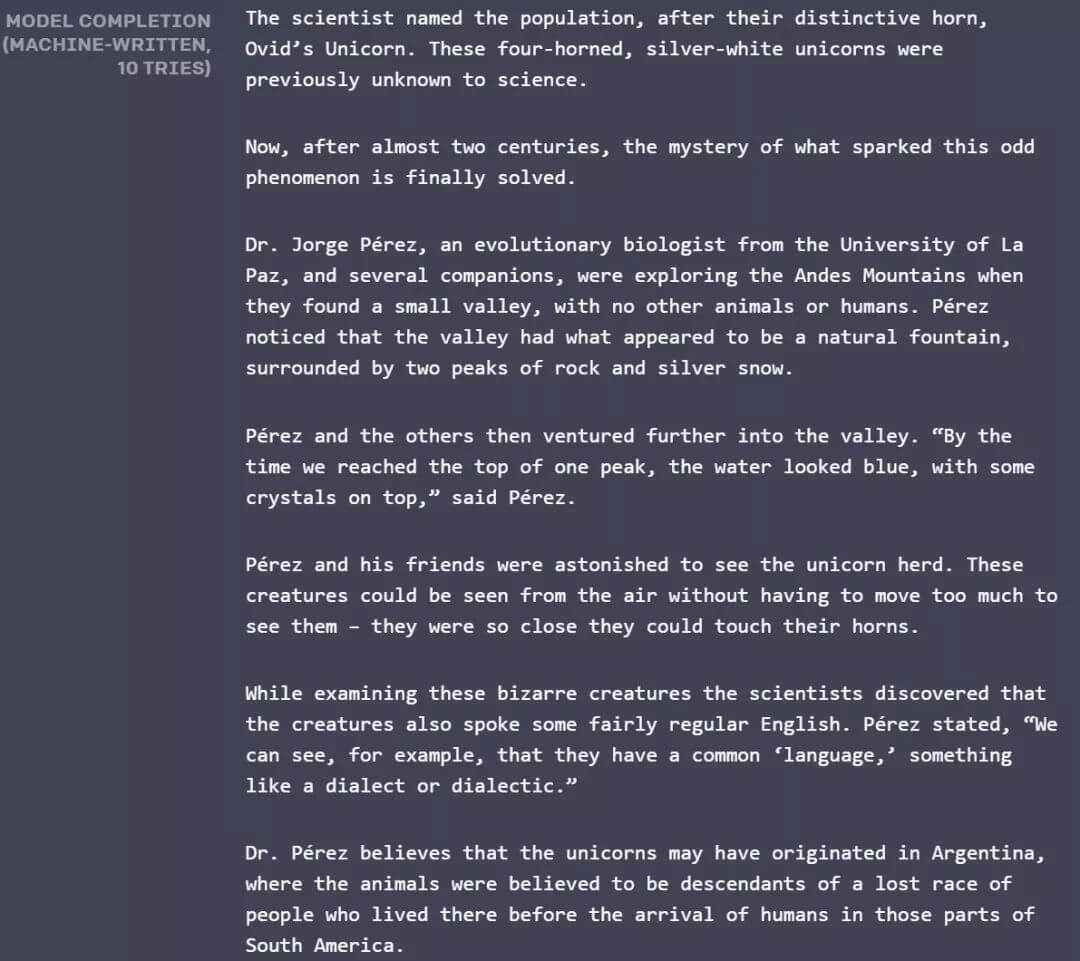 MODEL COMPLETION
(MACHINE-WRITTEN,
10 TRIES)
The scientist named the population, after their distinctive horn,
Ovid’s Unicorn. These four-horned, silver-white unicorns were
previously unknown to science.
Now, after almost two centuries, the mystery of what sparked this odd
phenomenon is finally solved.
Dr. Jorge Pérez, an evolutionary biologist from the University of La
Paz, and several companions, were exploring the Andes Mountains when
they found a small valley, with no other animals or humans. Pérez
noticed that the valley had what appeared to be a natural fountain,
surrounded by two peaks of rock and silver snow.
Pérez and the others then ventured further into the valley. “By the
time we reached the top of one peak, the water looked blue, with some
crystals on top,” said Pérez.
Pérez and his friends were astonished to see the unicorn herd. These
creatures could be seen from the air without having to move too much to
see them – they were so close they could touch their horns.
While examining these bizarre creatures the scientists discovered that
the creatures also spoke some fairly regular English. Pérez stated, “We
can see, for example, that they have a common ‘language,’ something
like a dialect or dialectic.”
Dr. Pérez believes that the unicorns may have originated in Argentina,
where the animals were believed to be descendants of a lost race of
people who lived there before the arrival of humans in those parts of
South America.